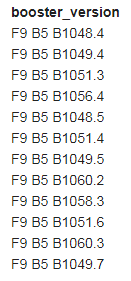 booster_version
F9 B5 B1048.4
F9 B5 B1049.4
F9 B5 B1051.3
F9 B5 B1056.4
F9 B5 B1048.5
F9 B5 B1051.4
F9 B5 B1049.5
F9 B5 B1060.2
F9 B5 B1058.3
F9 B5 B1051.6
F9 B5 B1060.3
F9 B5 B1049.7